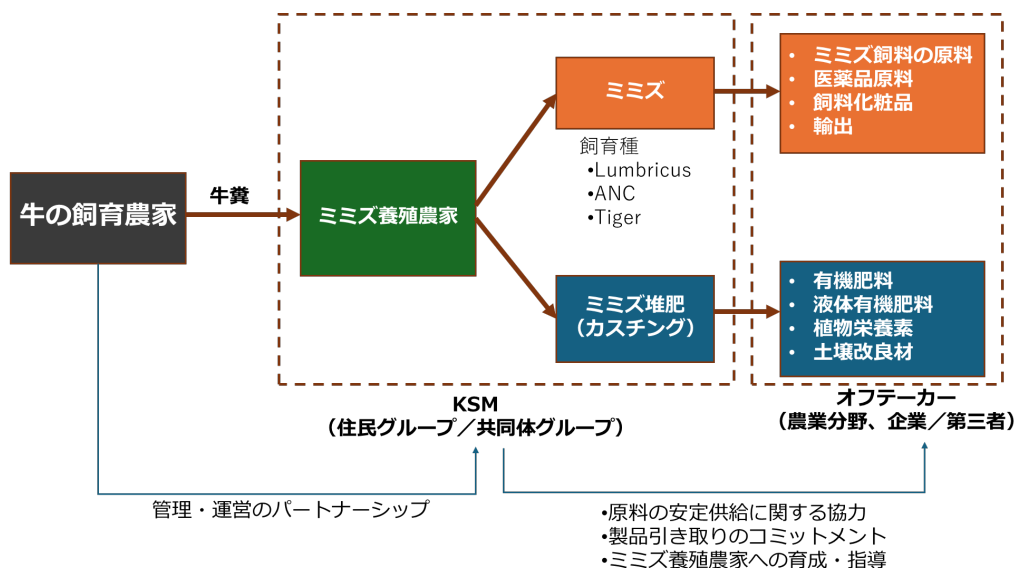 牛の飼育農家
牛糞
ミミズ養殖農家
ミミズ
飼育種
•Lumbricus
•ANC
•Tiger
ミミズ堆肥
（カスチング）
• ミミズ飼料の原料
• 医薬品原料
• 飼料化粧品
• 輸出
• 有機肥料
• 液体有機肥料
• 植物栄養素
• 土壌改良材
KSM
（住民グループ／共同体グループ）
オフテーカー
（農業分野、企業／第三者）
管理・運営のパートナーシップ
•原料の安定供給に関する協力
•製品引き取りのコミットメント
•ミミズ養殖農家への育成・指導